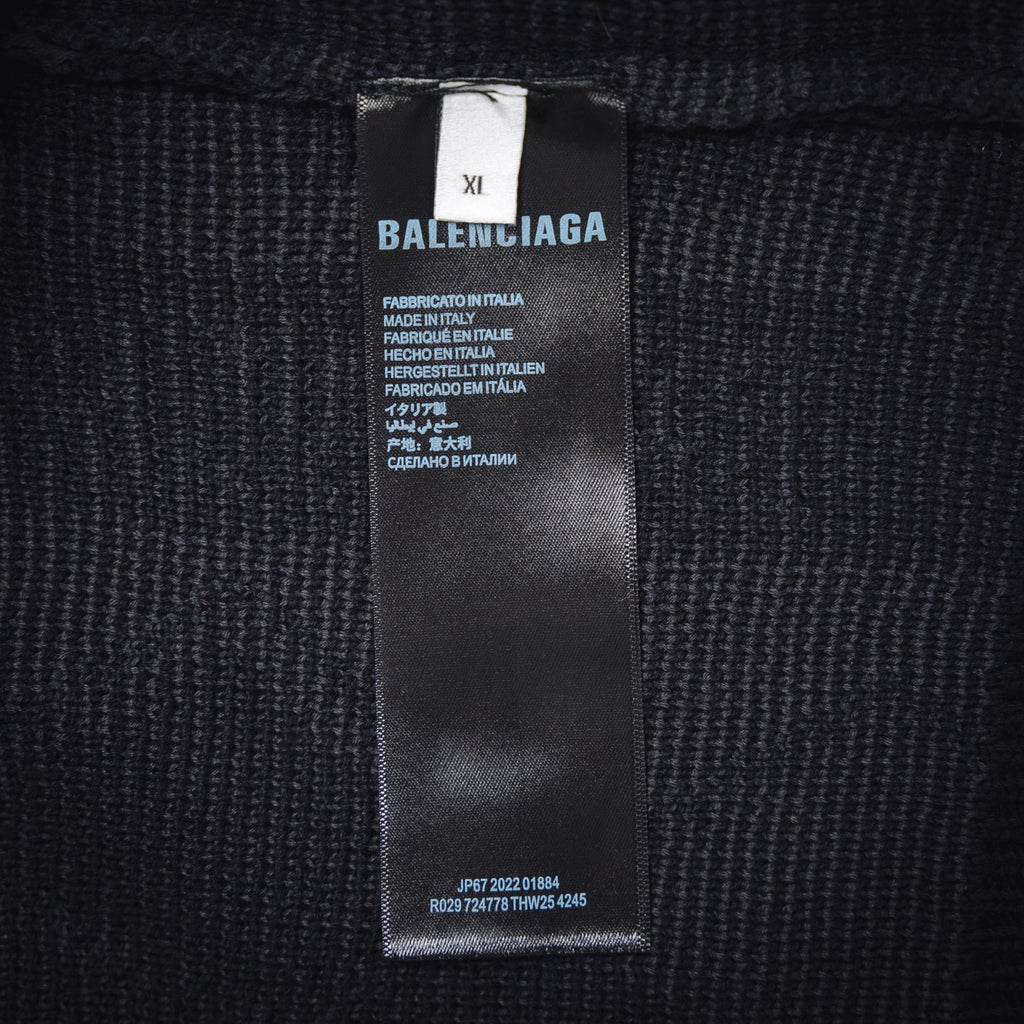 XL
BALENCIAGA
FABBRICATO IN ITALIA
MADE IN ITALY
FABRIQUÉ EN ITALIE
HECHO EN ITALIA
HERGESTELLT IN ITALIEN
FABRICADO EM ITÁLIA
イタリア製
صنع في إيطاليا
产地：意大利
СДЕЛАНО В ИТАЛИИ
JP67 2022 01884
R029 724778 THW25 4245